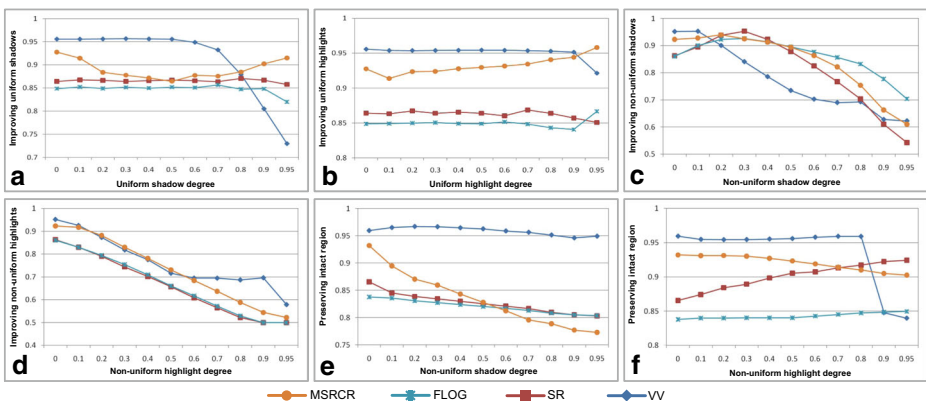 1
0.95
0.9
0.85
0.8
0.75
0.7
Improving uniform shadows
0 0.1 0.2 0.3 0.4 0.5 0.6 0.7 0.8 0.9 0.95
Uniform shadow degree
a
1
0.95
0.9
0.85
0.8
Improving uniform highlights
0 0.1 0.2 0.3 0.4 0.5 0.6 0.7 0.8 0.9 0.95
Uniform highlight degree
b
1
0.9
0.8
0.7
0.6
0.5
Improving non-uniform shadows
0 0.1 0.2 0.3 0.4 0.5 0.6 0.7 0.8 0.9 0.95
Non-uniform shadow degree
c
1
0.9
0.8
0.7
0.6
0.5
0.4
Improving non-uniform highlights
0 0.1 0.2 0.3 0.4 0.5 0.6 0.7 0.8 0.9 0.95
Non-uniform highlight degree
d
1
0.95
0.9
0.85
0.8
0.75
Preserving intact region
0 0.1 0.2 0.3 0.4 0.5 0.6 0.7 0.8 0.9 0.95
Non-uniform shadow degree
e
1
0.95
0.9
0.85
0.8
Preserving intact region
0 0.1 0.2 0.3 0.4 0.5 0.6 0.7 0.8 0.9 0.95
Non-uniform highlight degree
f
MSRCR FLOG SR VV